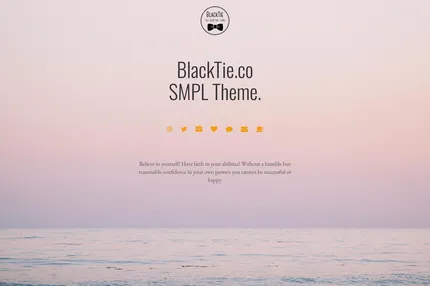 BLACKTIE
BlackTie.co
SMPL Theme.
Believe in yourself! Have faith in your abilities! Without a humble but
reasonable confidence in your own powers you cannot be successful or
happy.